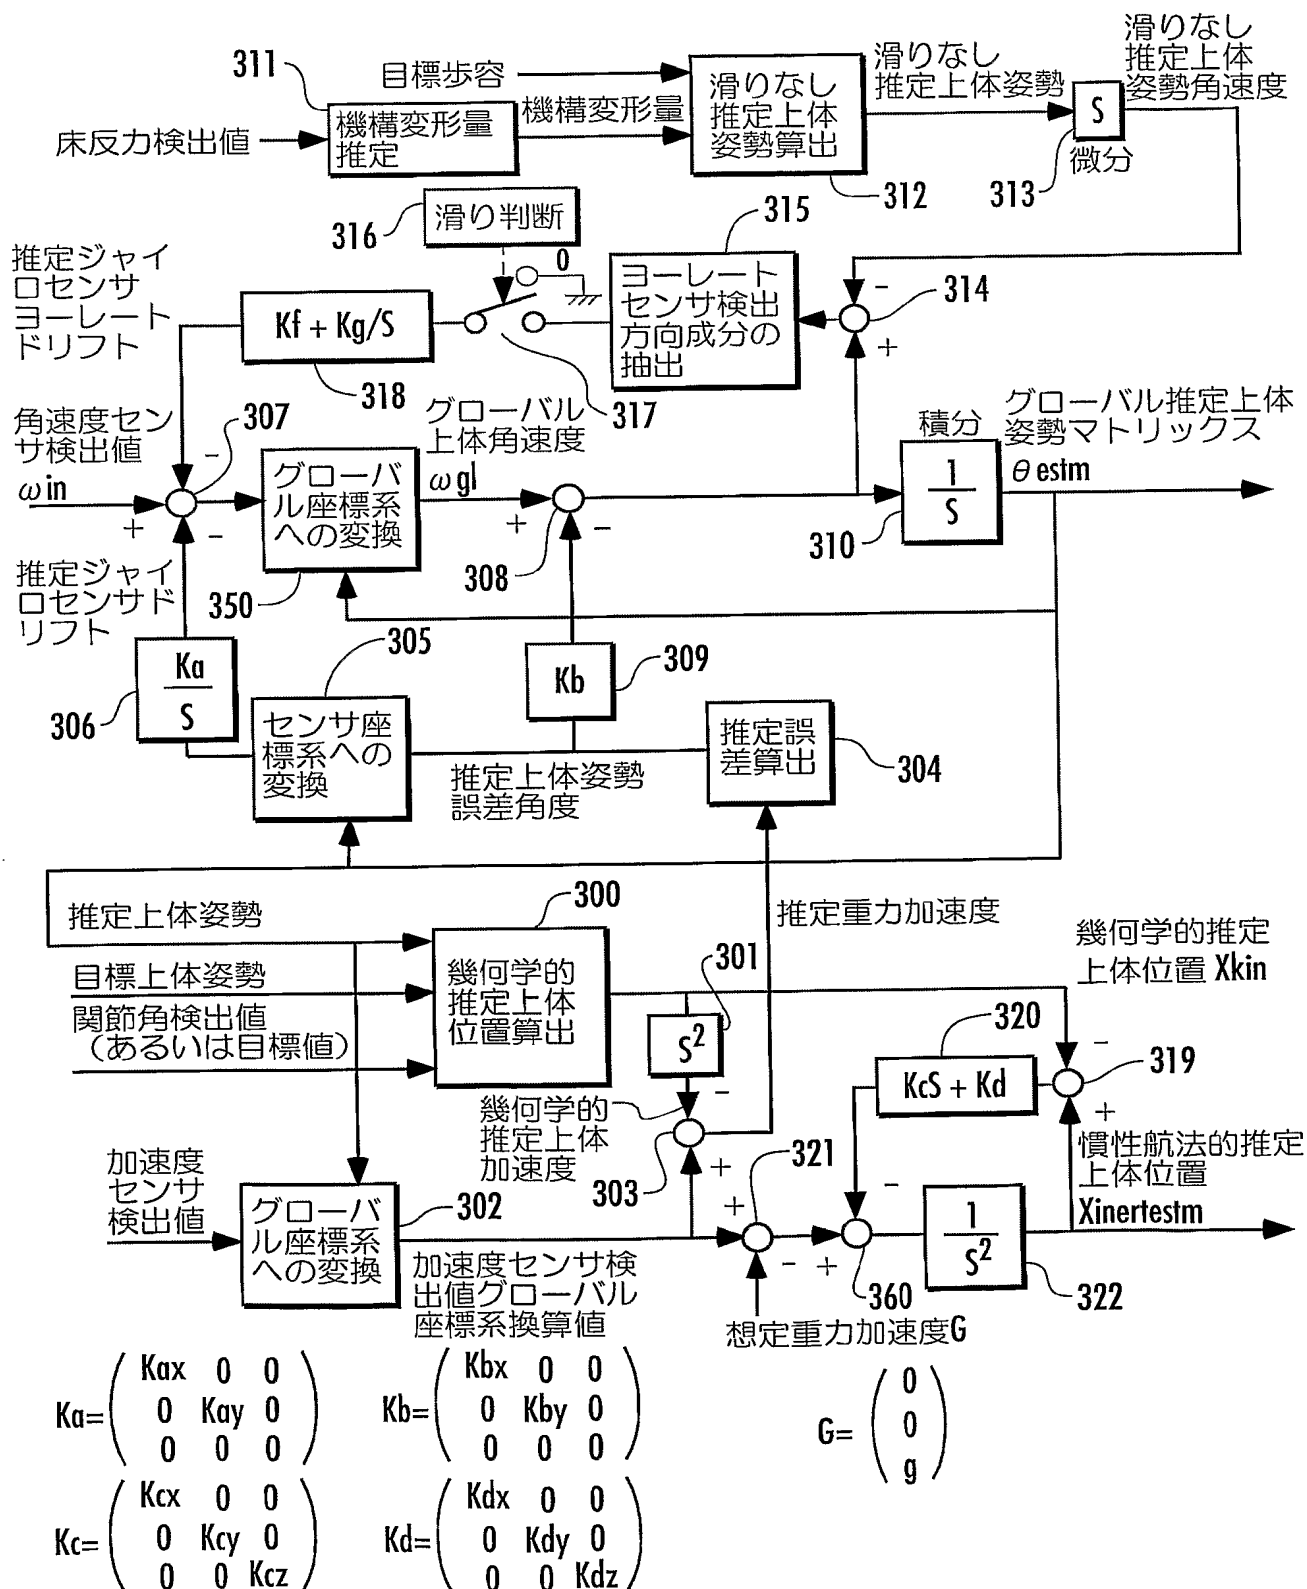 311
目標歩容
床反力検出値
機構変形量
推定
機構変形量
滑りなし
推定上体
姿勢算出
312
滑りなし
推定上体姿勢
S
微分
313
滑りなし
推定上体
姿勢角速度
316
滑り判断
0
315
ヨーレート
センサ検出
方向成分の
抽出
-
314
+
推定ジャイ
ロセンサ
ヨーレート
ドリフト
Kf + Kg/S
318
317
角速度セン
サ検出値
ωin
307
-
+
-
グローバ
ル座標系
への変換
350
グローバル
上体角速度
ωgl
+
-
308
積分
1
S
310
グローバル推定上体
姿勢マトリックス
θestm
推定ジャイ
ロセンサド
リフト
Ka
S
306
305
センサ座
標系への
変換
Kb
309
推定上体姿勢
誤差角度
推定誤
差算出
304
推定上体姿勢
目標上体姿勢
関節角検出値
(あるいは目標値)
300
幾何学的
推定上体
位置算出
推定重力加速度
301
S²
-
幾何学的
推定上体
加速度
303
+
幾何学的推定
上体位置 Xkin
320
KcS + Kd
-
319
+
慣性航法的推定
上体位置
Xinertestm
加速度
センサ
検出値
グローバ
ル座標系
への変換
302
加速度センサ検
出値グローバル
座標系換算値
321
+
-
想定重力加速度G
-
+
360
1
S²
322
Ka=
Kax 0 0
0 Kay 0
0 0 0
Kb=
Kbx 0 0
0 Kby 0
0 0 0
G=
0
0
g
Kc=
Kcx 0 0
0 Kcy 0
0 0 Kcz
Kd=
Kdx 0 0
0 Kdy 0
0 0 Kdz